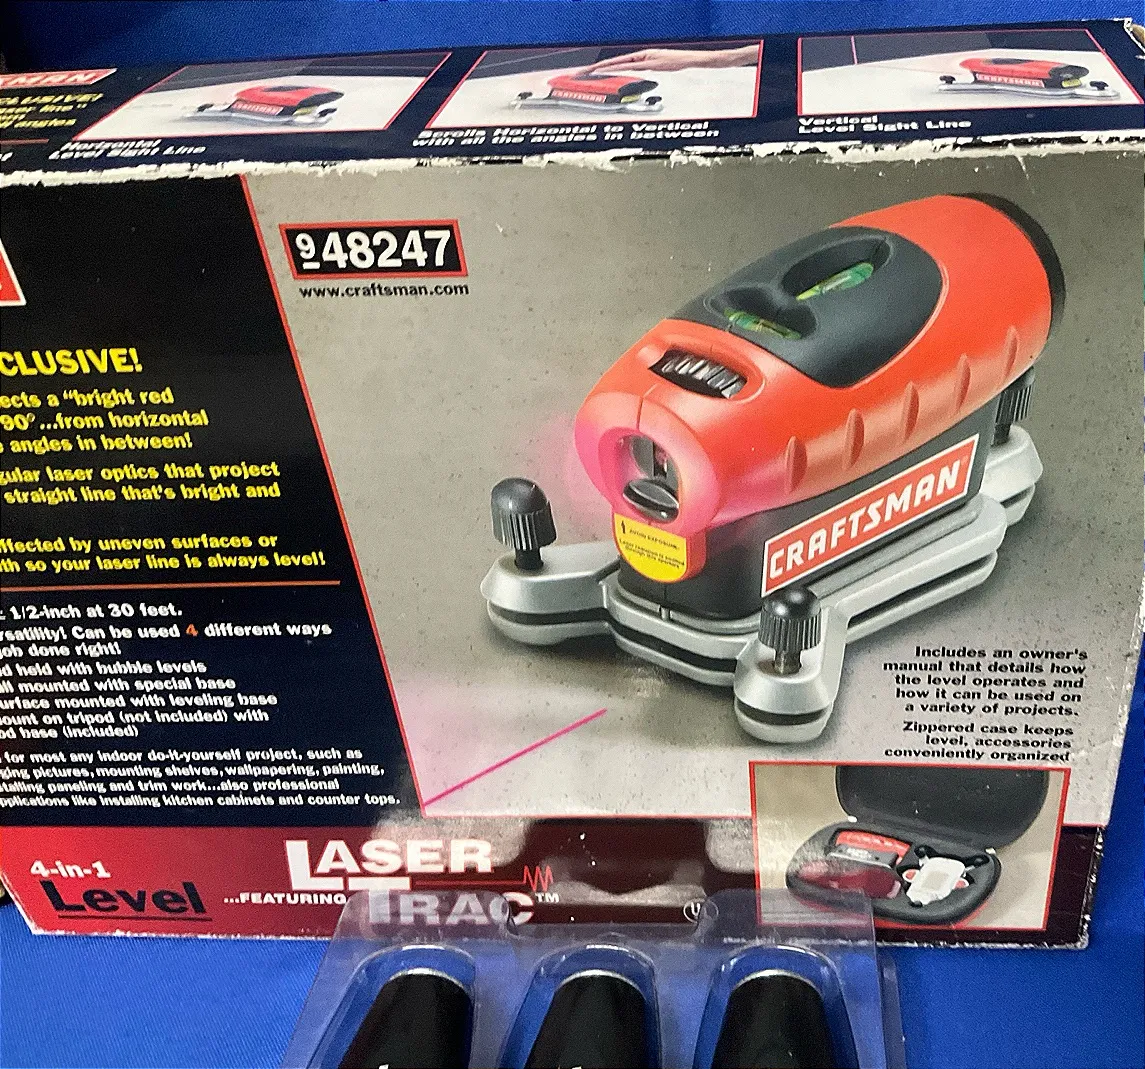 CLUSIVE!
Horizontal
Level Sight Line
Scrolls Horizontal to Vertical
with all the angles in between
Vertical
Level Sight Line
CRAFTSMAN
CRAFTSMAN
CRAFTSMAN
948247
www.craftsman.com
CLUSIVE!
ects a "bright red
90° ...from horizontal
angles in between!
gular laser optics that project
straight line that's bright and
ffected by uneven surfaces or
th so your laser line is always level!
1/2-inch at 30 feet.
rsatility! Can be used 4 different ways
job done right!
d held with bubble levels
ll mounted with special base
urface mounted with leveling base
ount on tripod (not included) with
od base (included)
for most any indoor do-it-yourself project, such as
ging pictures, mounting shelves, wallpapering, painting,
talling paneling and trim work...also professional
pplications like installing kitchen cabinets and counter tops.
AVOID EXPOSURE-
CRAFTSMAN
Includes an owner's
manual that details how
the level operates and
how it can be used on
a variety of projects.
Zippered case keeps
level, accessories
conveniently organized
4-in-1
Level
...FEATURING
LASER
TRAC™